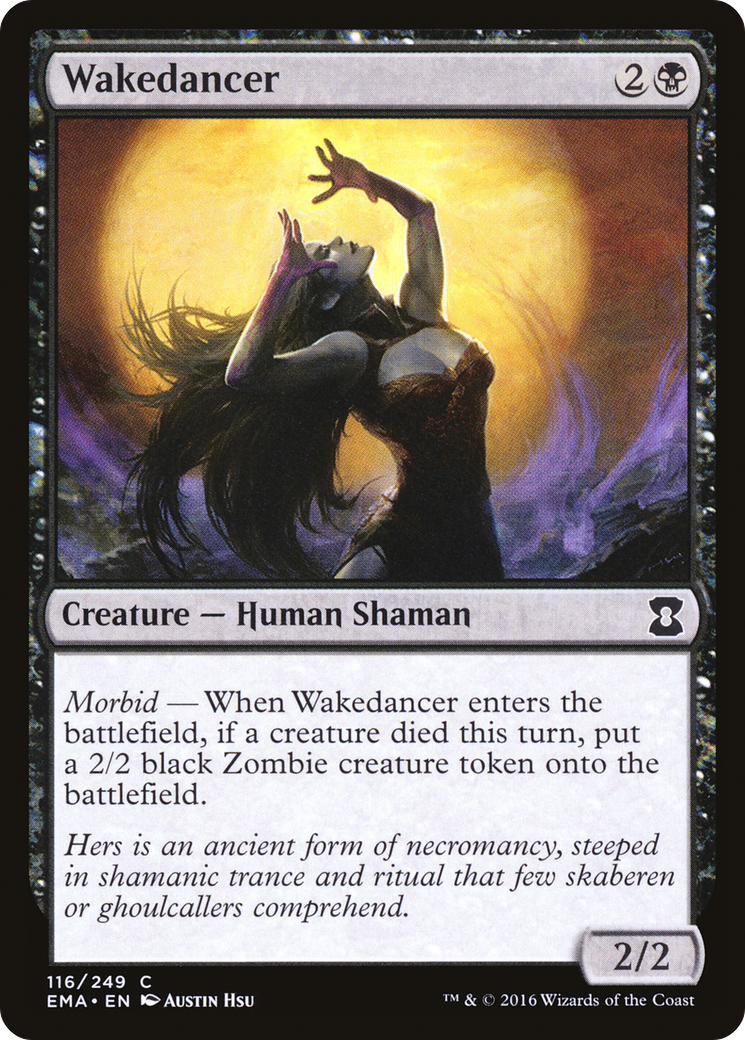 Wakedancer
2
Creature — Human Shaman
Morbid — When Wakedancer enters the
battlefield, if a creature died this turn, put
a 2/2 black Zombie creature token onto the
battlefield.
Hers is an ancient form of necromancy, steeped
in shamanic trance and ritual that few skaberen
or ghoulcallers comprehend.
2/2
116/249 C
EMA • EN Austin Hsu
™ & © 2016 Wizards of the Coast